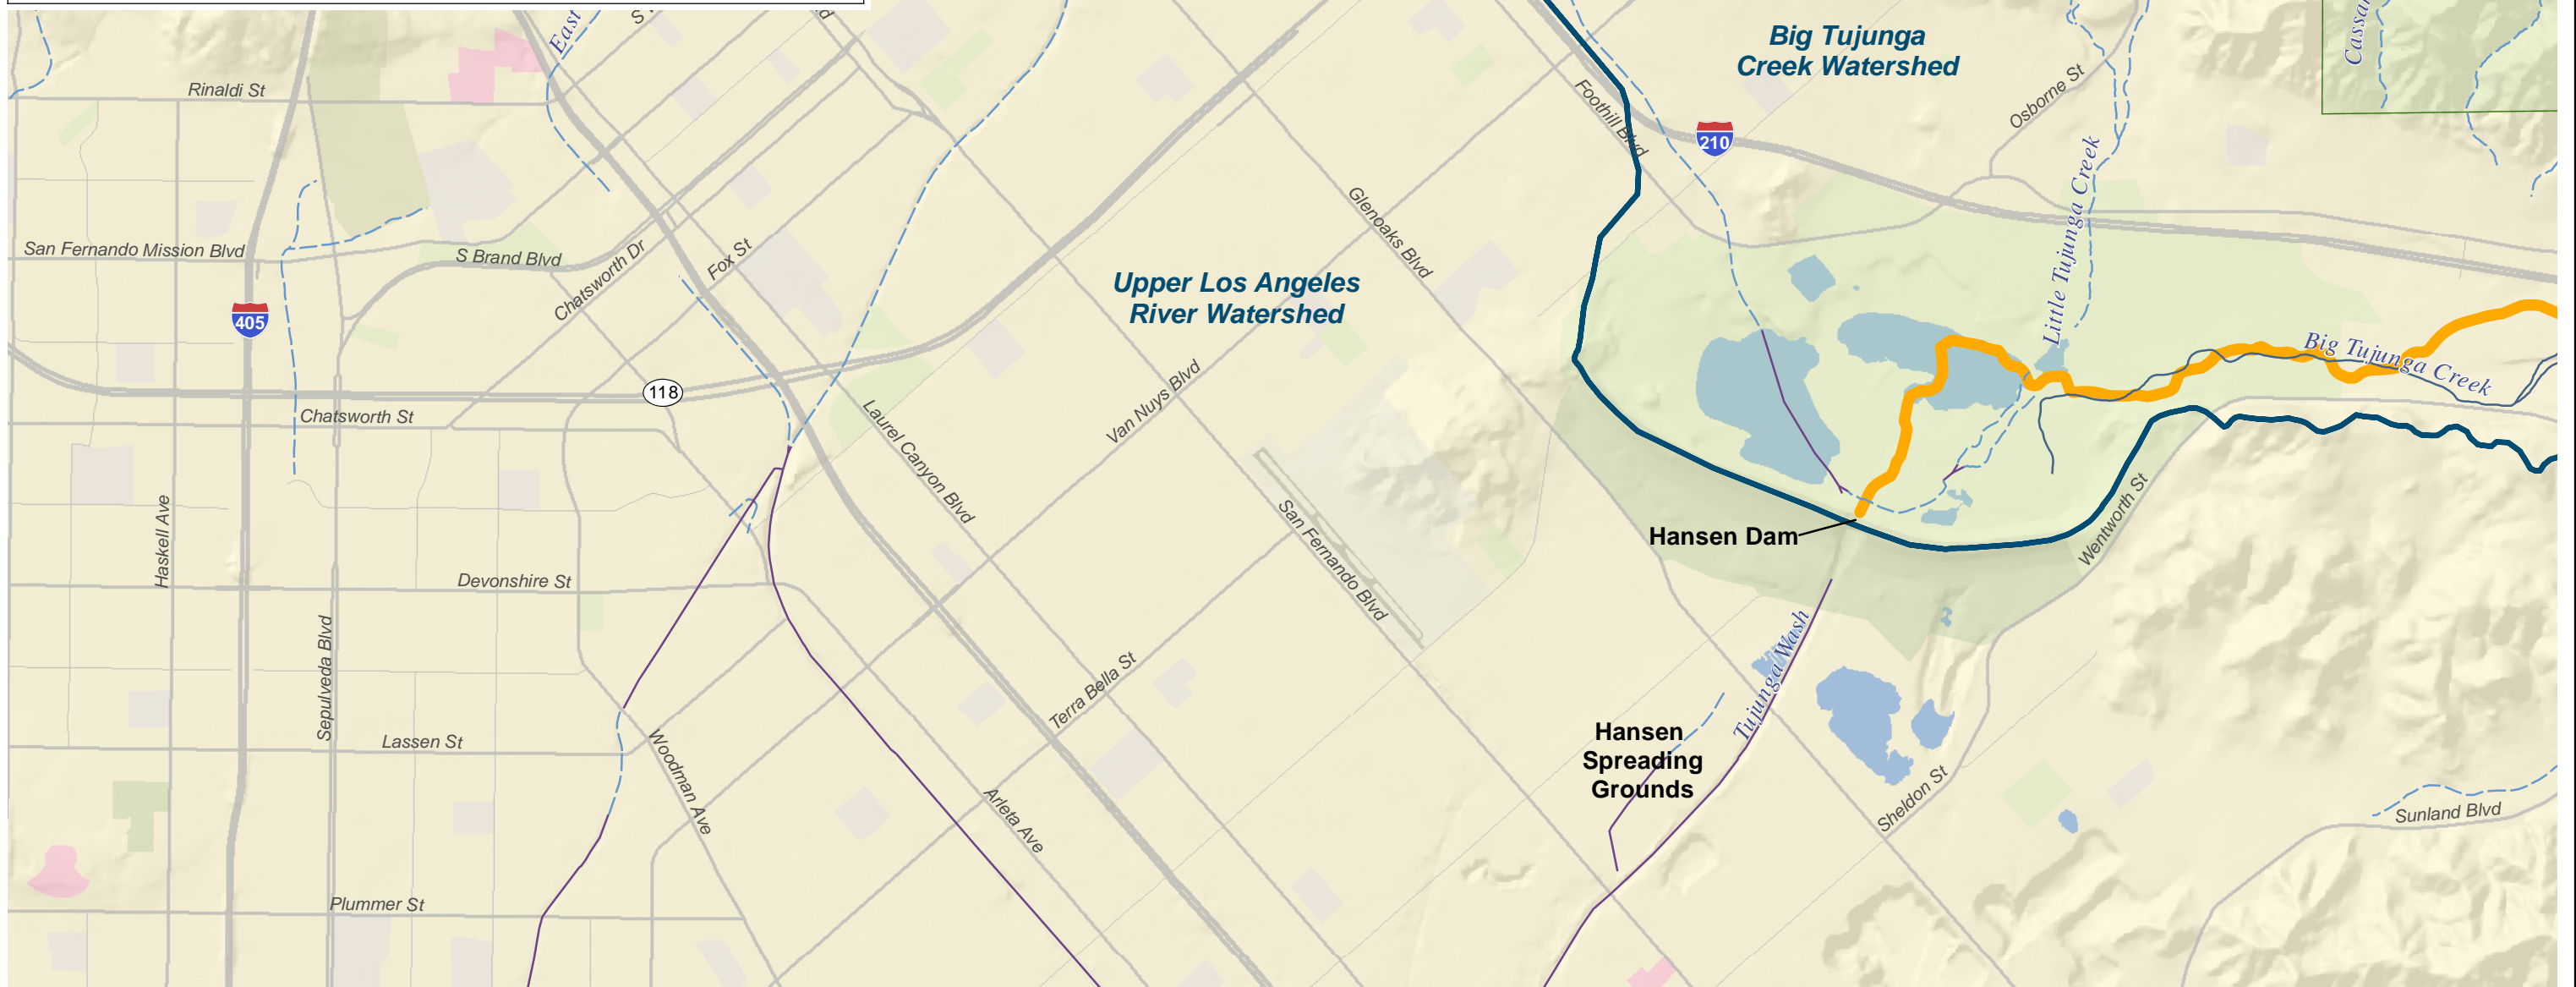 East
S
Rinaldi St
Big Tujunga
Creek Watershed
Cassar
Foothill Blvd
210
Osborne St
Little Tujunga Creek
San Fernando Mission Blvd
S Brand Blvd
Chatsworth Dr
Fox St
Glenoaks Blvd
Upper Los Angeles
River Watershed
405
118
Chatsworth St
Laurel Canyon Blvd
Van Nuys Blvd
Big Tujunga Creek
Haskell Ave
San Fernando Blvd
Hansen Dam
Wentworth St
Devonshire St
Sepulveda Blvd
Terra Bella St
Tujunga Wash
Lassen St
Woodman Ave
Hansen
Spreading
Grounds
Arleta Ave
Sheldon St
Sunland Blvd
Plummer St